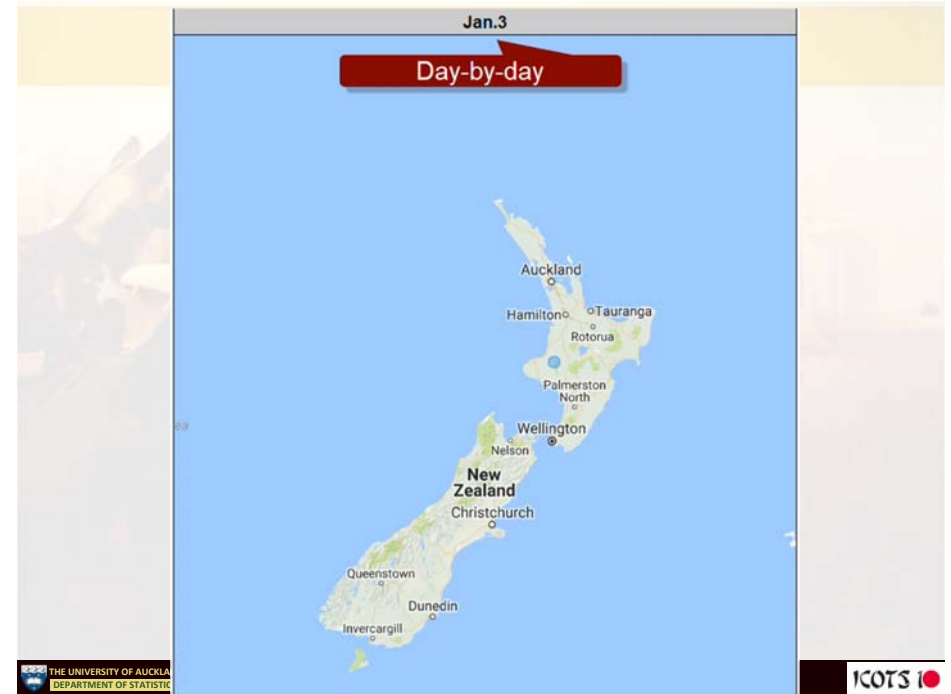 Jan.3
Day-by-day
Auckland
Hamilton
Tauranga
Rotorua
Palmerston
North
Wellington
Nelson
New
Zealand
Christchurch
Queenstown
Dunedin
Invercargill
THE UNIVERSITY OF AUCKLA
DEPARTMENT OF STATISTIC
ICOTS 10